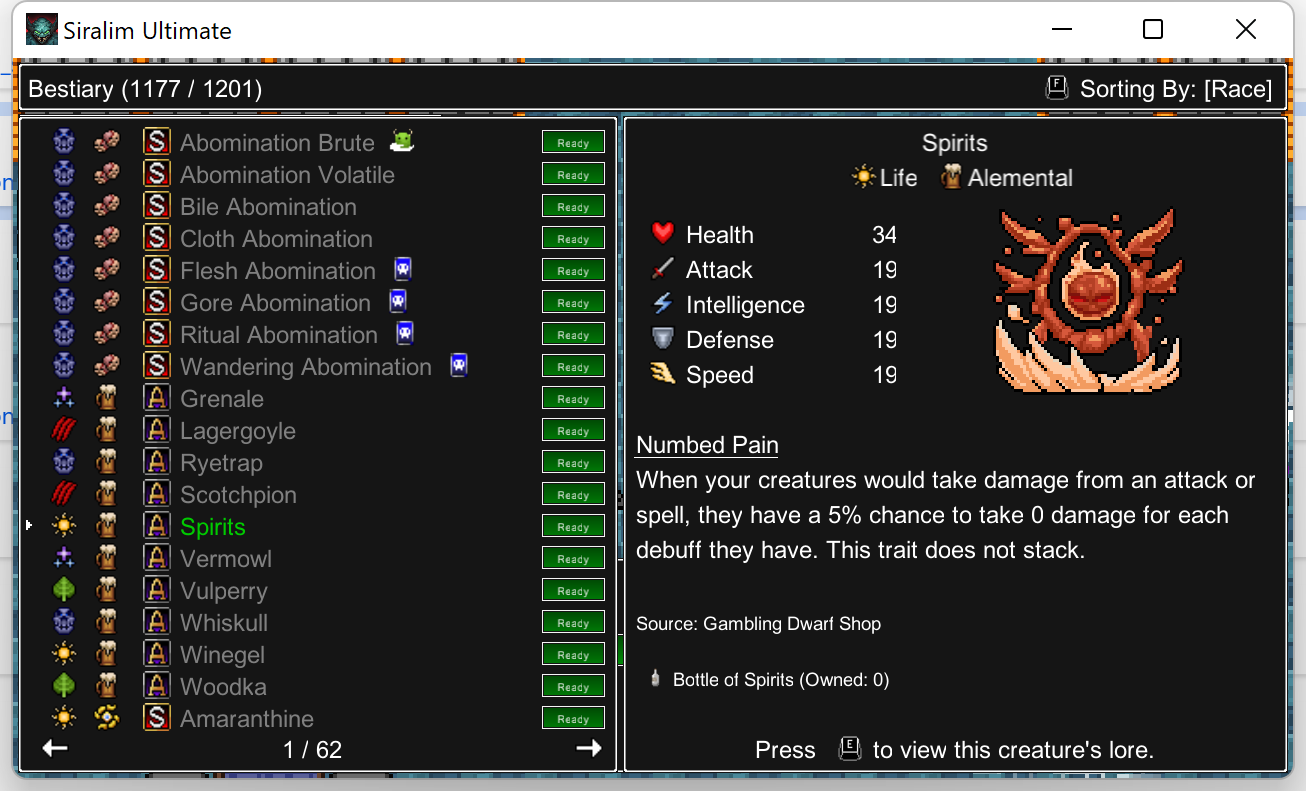 Siralim Ultimate
Bestiary (1177 / 1201)
F Sorting By: [Race]
S Abomination Brute Ready
S Abomination Volatile Ready
S Bile Abomination Ready
S Cloth Abomination Ready
S Flesh Abomination Ready
S Gore Abomination Ready
S Ritual Abomination Ready
S Wandering Abomination Ready
A Grenale Ready
A Lagergoyle Ready
A Ryetrap Ready
A Scotchpion Ready
A Spirits Ready
A Vermowl Ready
A Vulperry Ready
A Whiskull Ready
A Winegel Ready
A Woodka Ready
S Amaranthine Ready
1 / 62
Spirits
Life Alemental
Health 34
Attack 19
Intelligence 19
Defense 19
Speed 19
Numbed Pain
When your creatures would take damage from an attack or
spell, they have a 5% chance to take 0 damage for each
debuff they have. This trait does not stack.
Source: Gambling Dwarf Shop
Bottle of Spirits (Owned: 0)
Press E to view this creature's lore.